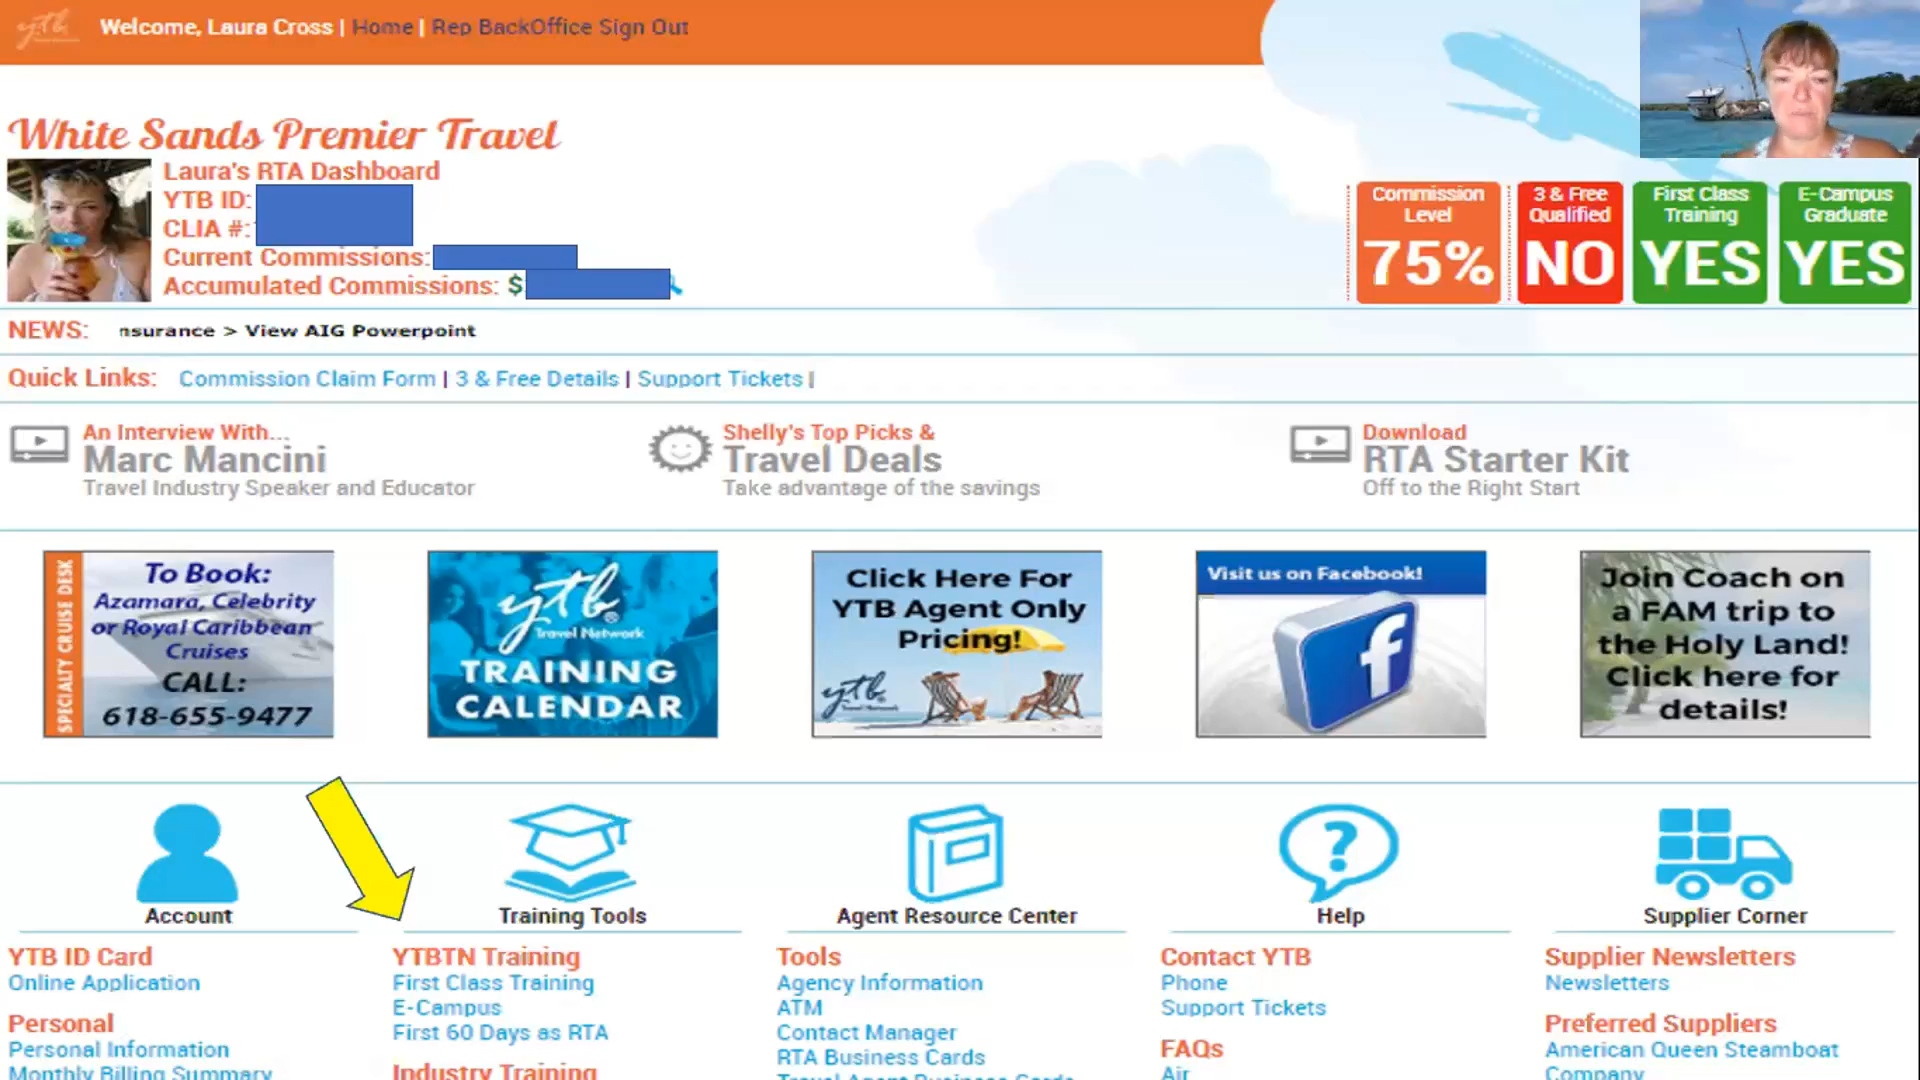 ytb
Welcome, Laura Cross | Home | Rep BackOffice Sign Out
White Sands Premier Travel
Laura's RTA Dashboard
YTB ID:
CLIA #:
Current Commissions:
Accumulated Commissions: $
Commission Level
75%
3 & Free Qualified
NO
First Class Training
YES
E-Campus Graduate
YES
NEWS: nsurance > View AIG Powerpoint
Quick Links: Commission Claim Form | 3 & Free Details | Support Tickets |
An Interview With...
Marc Mancini
Travel Industry Speaker and Educator
Shelly's Top Picks &
Travel Deals
Take advantage of the savings
Download
RTA Starter Kit
Off to the Right Start
SPECIALTY CRUISE DESK
To Book:
Azamara, Celebrity
or Royal Caribbean
Cruises
CALL:
618-655-9477
ytb®
Travel Network
TRAINING
CALENDAR
Click Here For
YTB Agent Only
Pricing!
ytb
Travel Network
Visit us on Facebook!
f
Join Coach on
a FAM trip to
the Holy Land!
Click here for
details!
Account
YTB ID Card
Online Application
Personal
Personal Information
Monthly Billing Summary
Training Tools
YTBTN Training
First Class Training
E-Campus
First 60 Days as RTA
Industry Training
Agent Resource Center
Tools
Agency Information
ATM
Contact Manager
RTA Business Cards
Travel Agent Business Cards
?
Help
Contact YTB
Phone
Support Tickets
FAQs
Air
Supplier Corner
Supplier Newsletters
Newsletters
Preferred Suppliers
American Queen Steamboat
Company